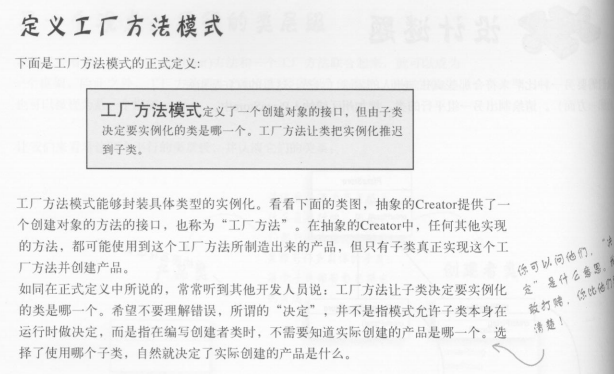 定义工厂方法模式
下面是工厂方法模式的正式定义：
工厂方法模式定义了一个创建对象的接口，但由子类
决定要实例化的类是哪一个。工厂方法让类把实例化推迟
到子类。
工厂方法模式能够封装具体类型的实例化。看看下面的类图，抽象的Creator提供了一
个创建对象的方法的接口，也称为“工厂方法”。在抽象的Creator中，任何其他实现
的方法，都可能使用到这个工厂方法所制造出来的产品，但只有子类真正实现这个工
厂方法并创建产品。
如同在正式定义中所说的，常常听到其他开发人员说：工厂方法让子类决定要实例化
的类是哪一个。希望不要理解错误，所谓的“决定”，并不是指模式允许子类本身在
运行时做决定，而是指在编写创建者类时，不需要知道实际创建的产品是哪一个。选
择了使用哪个子类，自然就决定了实际创建的产品是什么。
你可以问他们，“
定”是什么意思。
敢打赌，你比他们
清楚！
设计谜题